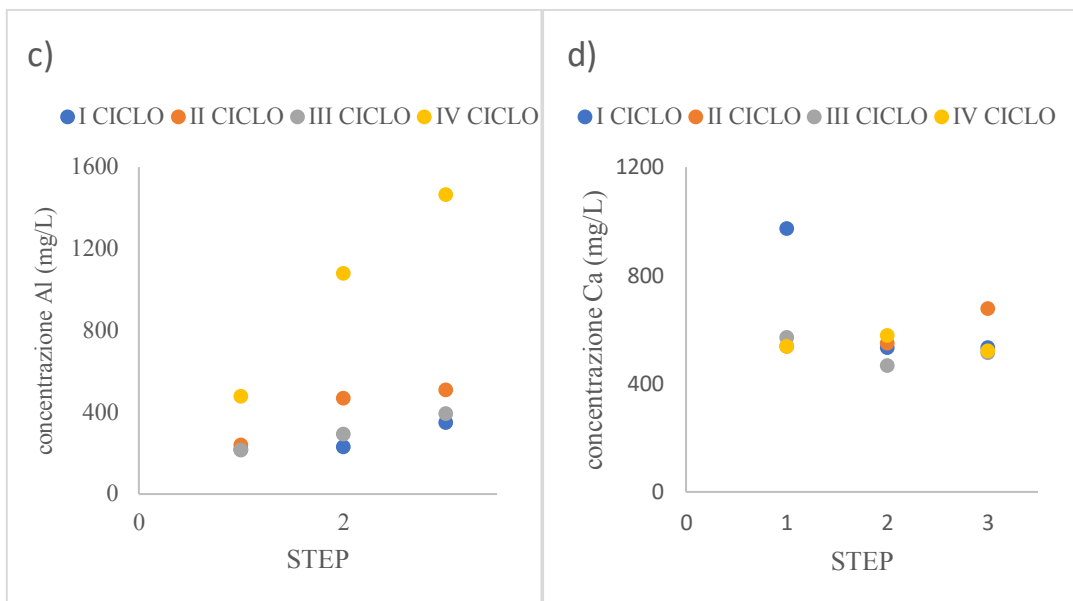 c)
I CICLO II CICLO III CICLO IV CICLO
concentrazione Al (mg/L)
1600
1200
800
400
0
0 2
STEP
d)
I CICLO II CICLO III CICLO IV CICLO
concentrazione Ca (mg/L)
1200
800
400
0
0 1 2 3
STEP